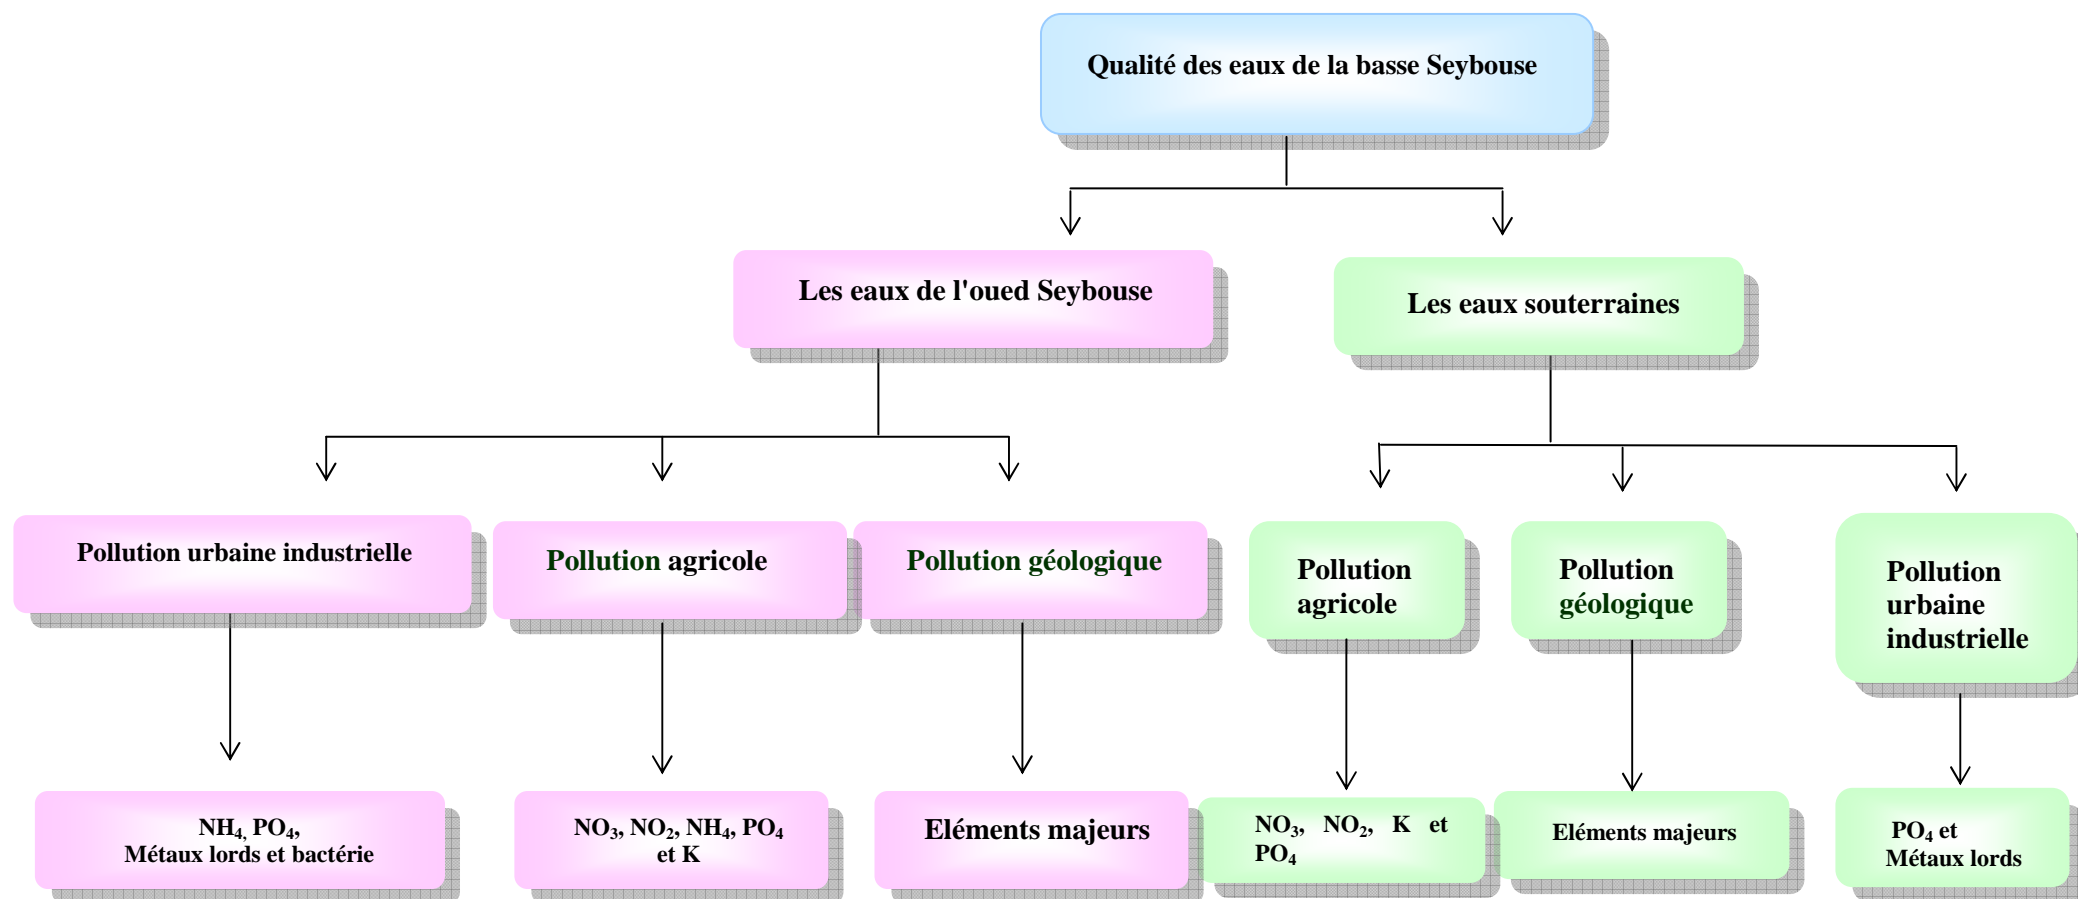 Qualité des eaux de la basse Seybouse
Les eaux de l'oued Seybouse
Les eaux souterraines
Pollution urbaine industrielle
Pollution agricole
Pollution géologique
Pollution
agricole
Pollution
géologique
Pollution
urbaine
industrielle
NH₄, PO₄,
Métaux lords et bactérie
NO₃, NO₂, NH₄, PO₄
et K
Eléments majeurs
NO₃, NO₂, K et
PO₄
Eléments majeurs
PO₄ et
Métaux lords